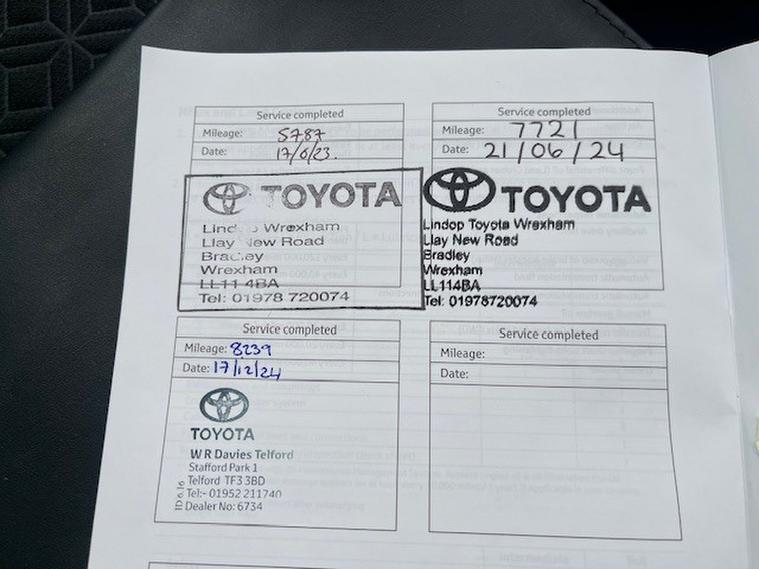 Service completed
Mileage: 5787
Date: 17/6/23.
TOYOTA
Lindop Wrexham
Llay New Road
Bradley
Wrexham
LL11 4BA
Tel: 01978 720074
Service completed
Mileage: 7721
Date: 21/06/24
TOYOTA
Lindop Toyota Wrexham
Llay New Road
Bradley
Wrexham
LL114BA
Tel: 01978720074
Service completed
Mileage: 8239
Date: 17/12/24
TOYOTA
W R Davies Telford
Stafford Park 1
Telford TF3 3BD
Tel:- 01952 211740
Dealer No: 6734
ID 6.16
Service completed
Mileage:
Date: